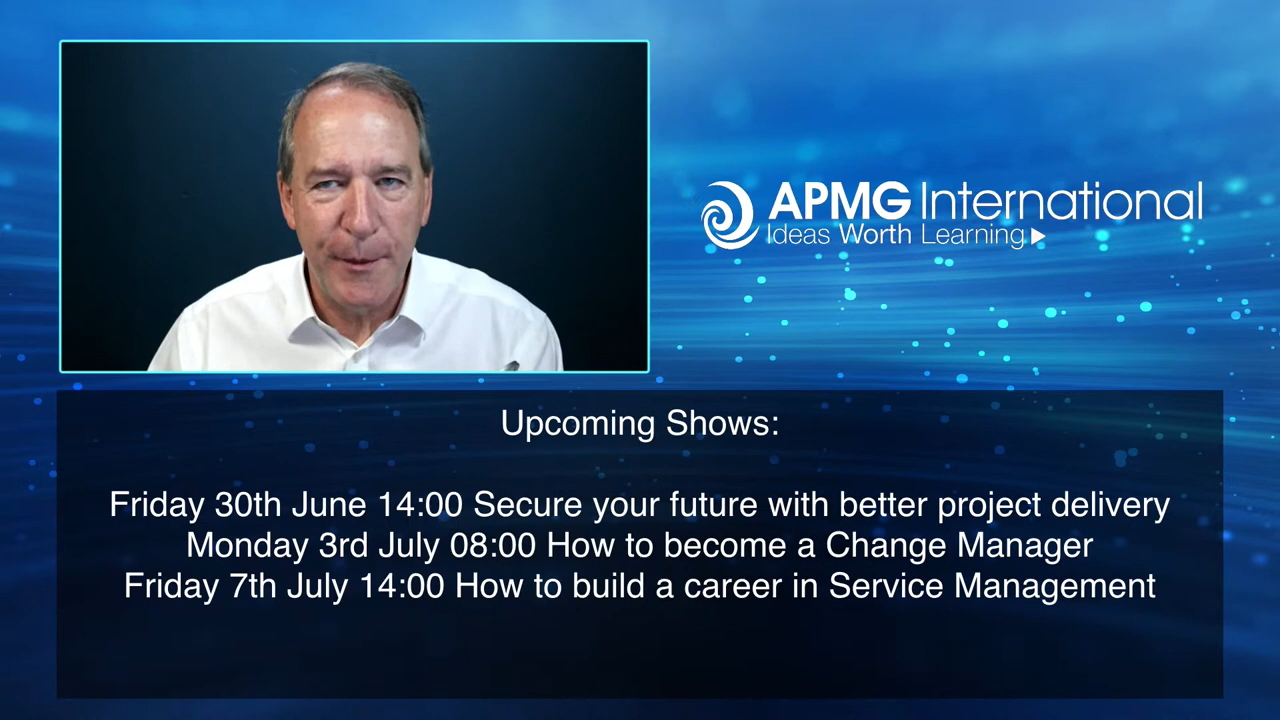 APMG International
Ideas Worth Learning
Upcoming Shows:
Friday 30th June 14:00 Secure your future with better project delivery
Monday 3rd July 08:00 How to become a Change Manager
Friday 7th July 14:00 How to build a career in Service Management